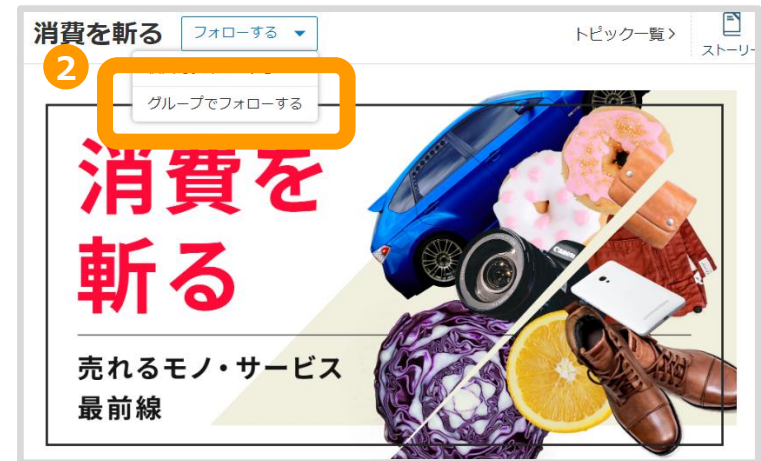 消費を斬る フォローする
トピック一覧
ストーリー
2
グループでフォローする
消費を
斬る
売れるモノ・サービス
最前線
Canon